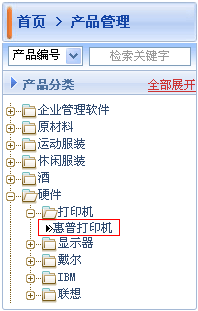 首页 > 产品管理
产品编号 检索关键字
产品分类 全部展开
企业管理软件
原材料
运动服装
休闲服装
酒
硬件
打印机
惠普打印机
显示器
戴尔
IBM
联想